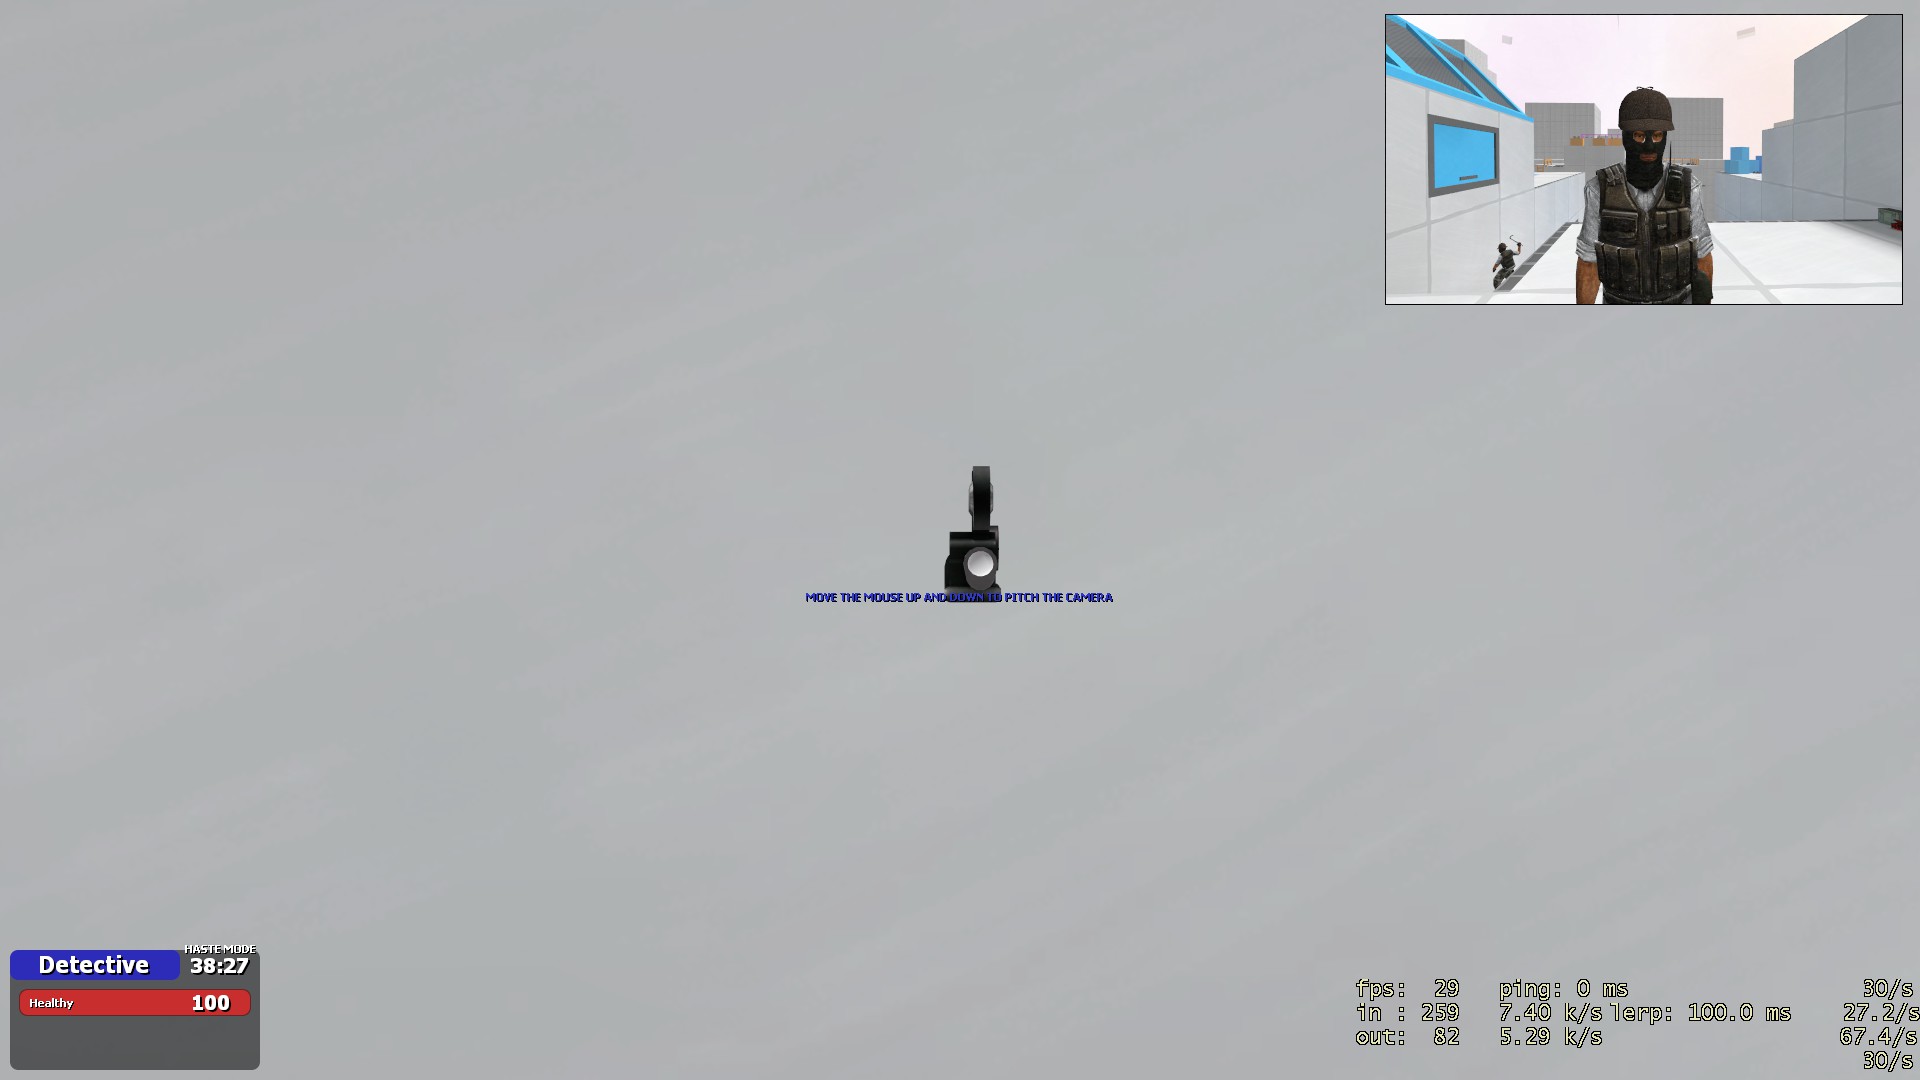 MOVE THE MOUSE UP AND DOWN TO PITCH THE CAMERA
HASTE MODE
Detective 38:27
Healthy 100
fps: 29 ping: 0 ms 30/s
in : 259 7.40 k/s lerp: 100.0 ms 27.2/s
out: 82 5.29 k/s 67.4/s
30/s